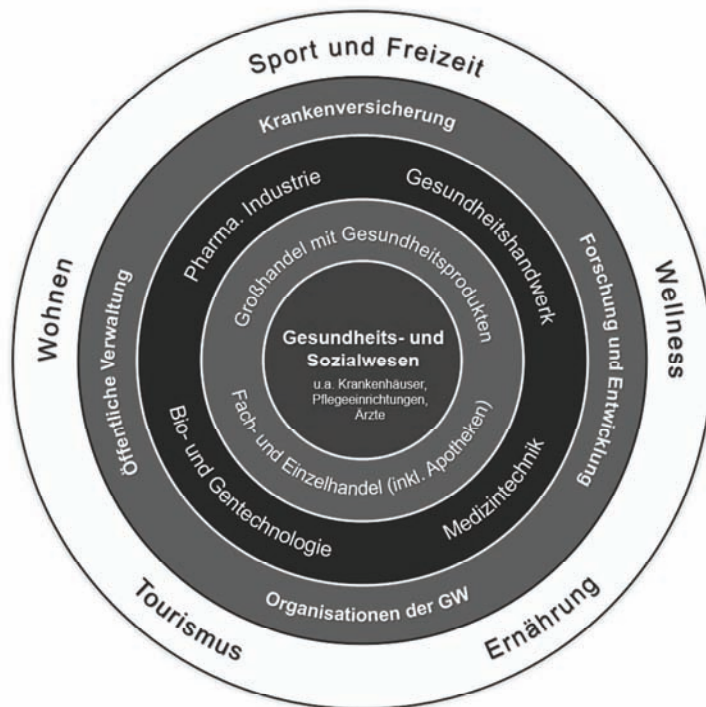 Sport und Freizeit
Krankenversicherung
Pharma. Industrie
Gesundheitshandwerk
Großhandel mit Gesundheitsprodukten
Wohnen
Öffentliche Verwaltung
Gesundheits- und
Sozialwesen
u.a. Krankenhäuser,
Pflegeeinrichtungen,
Ärzte
Forschung und Entwicklung
Wellness
Fach- und Einzelhandel (inkl. Apotheken)
Bio- und Gentechnologie
Medizintechnik
Organisationen der GW
Tourismus
Ernährung